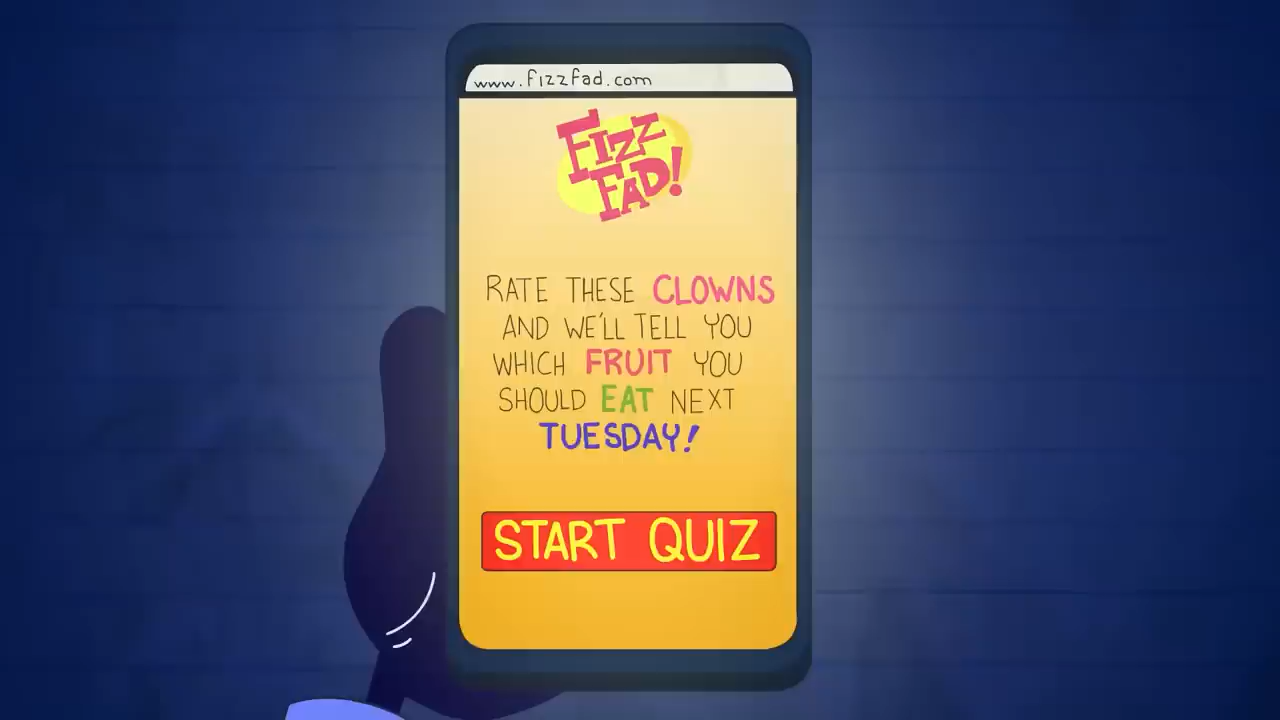 www.fizzfad.com
FIZZ
FAD!
RATE THESE CLOWNS
AND WE'LL TELL YOU
WHICH FRUIT YOU
SHOULD EAT NEXT
TUESDAY!
START QUIZ